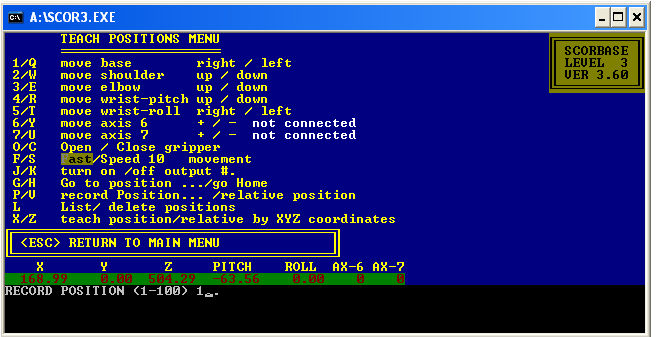 A:\SCOR3.EXE
TEACH POSITIONS MENU
SCORBASE
LEVEL 3
VER 3.60
1/Q move base right / left
2/W move shoulder up / down
3/E move elbow up / down
4/R move wrist-pitch up / down
5/T move wrist-roll right / left
6/Y move axis 6 + / - not connected
7/U move axis 7 + / - not connected
O/C Open / Close gripper
F/S Fast/Speed 10 movement
J/K turn on /off output #.
G/H Go to position .../go Home
P/V record Position... /relative position
L List/ delete positions
X/Z teach position/relative by XYZ coordinates
<ESC> RETURN TO MAIN MENU
X Y Z PITCH ROLL AX-6 AX-7
168.99 0.00 504.29 -63.56 0.00 0 0
RECORD POSITION (1-100) 1_.